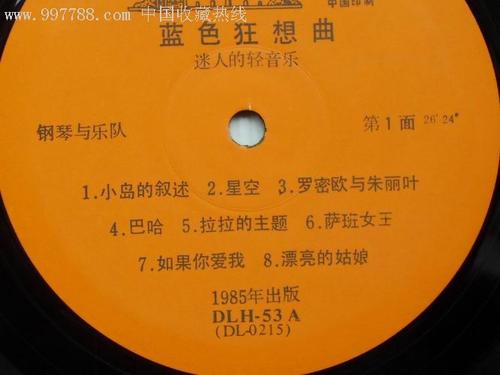 www.997788.com 中国收藏热线
中国印制
蓝色狂想曲
迷人的轻音乐
钢琴与乐队
第1面 26′24″
1.小岛的叙述 2.星空 3.罗密欧与朱丽叶
4.巴哈 5.拉拉的主题 6.萨班女王
7.如果你爱我 8.漂亮的姑娘
1985年出版
DLH-53 A
(DL-0215)